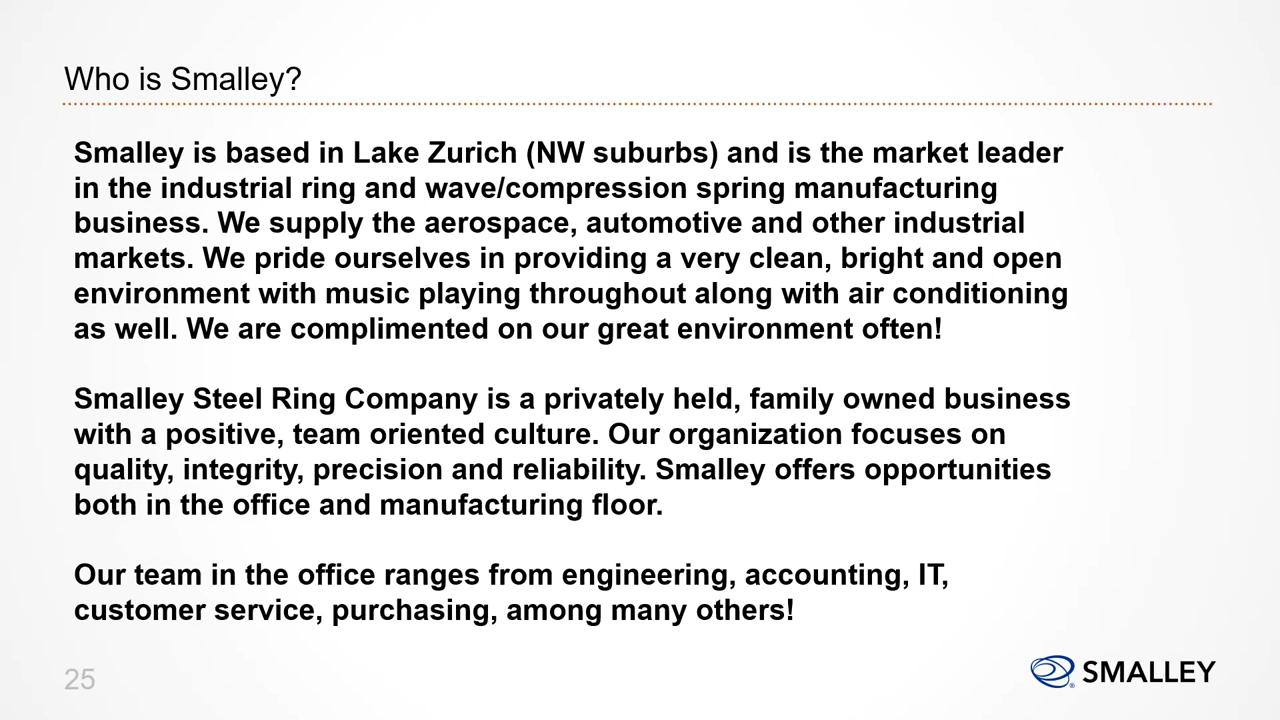 Who is Smalley?
Smalley is based in Lake Zurich (NW suburbs) and is the market leader
in the industrial ring and wave/compression spring manufacturing
business. We supply the aerospace, automotive and other industrial
markets. We pride ourselves in providing a very clean, bright and open
environment with music playing throughout along with air conditioning
as well. We are complimented on our great environment often!
Smalley Steel Ring Company is a privately held, family owned business
with a positive, team oriented culture. Our organization focuses on
quality, integrity, precision and reliability. Smalley offers opportunities
both in the office and manufacturing floor.
Our team in the office ranges from engineering, accounting, IT,
customer service, purchasing, among many others!
25
® SMALLEY